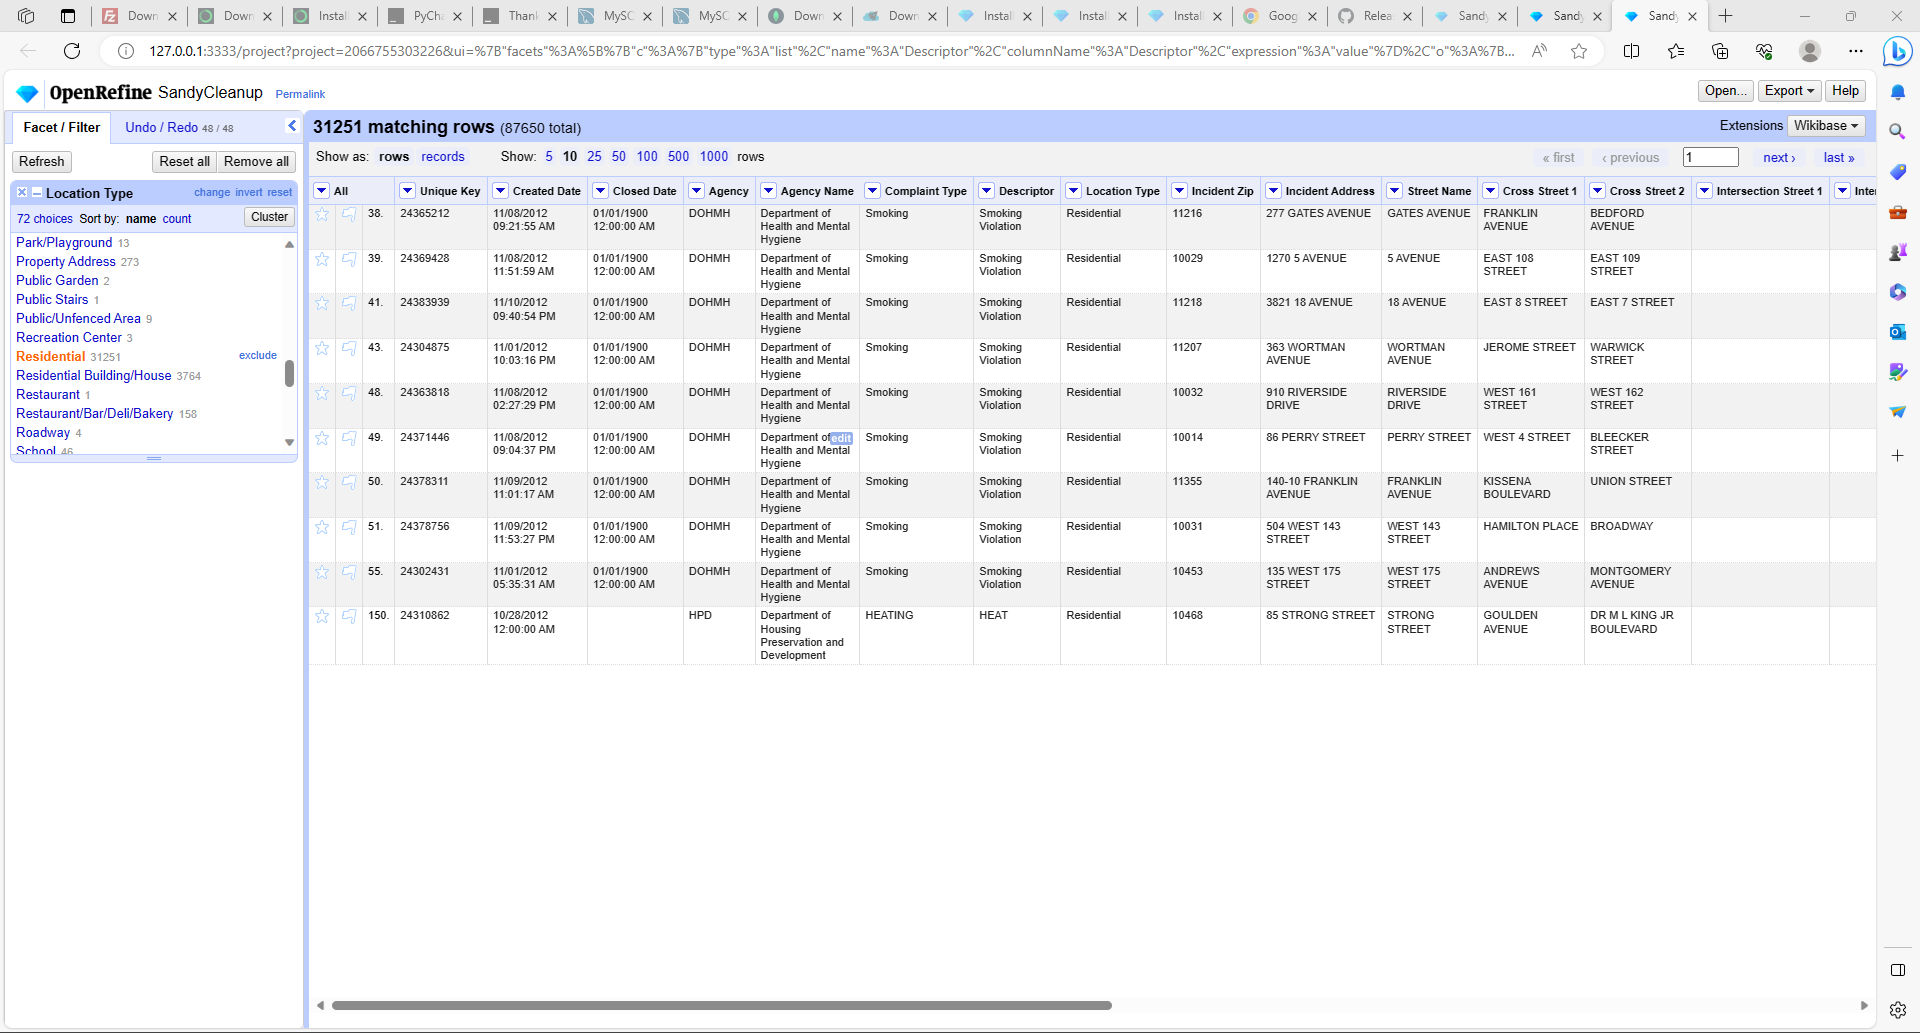 Down
Down
Install
PyCha
Thank
MySC
MySC
Down
Down
Install
Install
Install
Goog
Relea
Sandy
Sandy
Sandy
127.0.0.1:3333/project?project=2066755303226&ui=%7B"facets"%3A%5B%7B"c"%3A%7B"type"%3A"list"%2C"name"%3A"Descriptor"%2C"columnName"%3A"Descriptor"%2C"expression"%3A"value"%7D%2C"o"%3A%7B...
OpenRefine SandyCleanup Permalink
Open... Export Help
Facet / Filter Undo / Redo 48 / 48
31251 matching rows (87650 total)
Extensions Wikibase
Refresh Reset all Remove all
Show as: rows records Show: 5 10 25 50 100 500 1000 rows
« first ‹ previous 1 next › last »
Location Type change invert reset
72 choices Sort by: name count Cluster
Park/Playground 13
Property Address 273
Public Garden 2
Public Stairs 1
Public/Unfenced Area 9
Recreation Center 3
Residential 31251 exclude
Residential Building/House 3764
Restaurant 1
Restaurant/Bar/Deli/Bakery 158
Roadway 4
School 46
All Unique Key Created Date Closed Date Agency Agency Name Complaint Type Descriptor Location Type Incident Zip Incident Address Street Name Cross Street 1 Cross Street 2 Intersection Street 1 Inter
38. 24365212 11/08/2012 01/01/1900 DOHMH Department of Smoking Smoking Residential 11216 277 GATES AVENUE GATES AVENUE FRANKLIN BEDFORD
09:21:55 AM 12:00:00 AM Health and Mental Violation AVENUE AVENUE
Hygiene
39. 24369428 11/08/2012 01/01/1900 DOHMH Department of Smoking Smoking Residential 10029 1270 5 AVENUE 5 AVENUE EAST 108 EAST 109
11:51:59 AM 12:00:00 AM Health and Mental Violation STREET STREET
Hygiene
41. 24383939 11/10/2012 01/01/1900 DOHMH Department of Smoking Smoking Residential 11218 3821 18 AVENUE 18 AVENUE EAST 8 STREET EAST 7 STREET
09:40:54 PM 12:00:00 AM Health and Mental Violation
Hygiene
43. 24304875 11/01/2012 01/01/1900 DOHMH Department of Smoking Smoking Residential 11207 363 WORTMAN WORTMAN JEROME STREET WARWICK
10:03:16 PM 12:00:00 AM Health and Mental Violation AVENUE AVENUE STREET
Hygiene
48. 24363818 11/08/2012 01/01/1900 DOHMH Department of Smoking Smoking Residential 10032 910 RIVERSIDE RIVERSIDE WEST 161 WEST 162
02:27:29 PM 12:00:00 AM Health and Mental Violation DRIVE DRIVE STREET STREET
Hygiene
49. 24371446 11/08/2012 01/01/1900 DOHMH Department of edit Smoking Smoking Residential 10014 86 PERRY STREET PERRY STREET WEST 4 STREET BLEECKER
09:04:37 PM 12:00:00 AM Health and Mental Violation STREET
Hygiene
50. 24378311 11/09/2012 01/01/1900 DOHMH Department of Smoking Smoking Residential 11355 140-10 FRANKLIN FRANKLIN KISSENA UNION STREET
11:01:17 AM 12:00:00 AM Health and Mental Violation AVENUE AVENUE BOULEVARD
Hygiene
51. 24378756 11/09/2012 01/01/1900 DOHMH Department of Smoking Smoking Residential 10031 504 WEST 143 WEST 143 HAMILTON PLACE BROADWAY
11:53:27 PM 12:00:00 AM Health and Mental Violation STREET STREET
Hygiene
55. 24302431 11/01/2012 01/01/1900 DOHMH Department of Smoking Smoking Residential 10453 135 WEST 175 WEST 175 ANDREWS MONTGOMERY
05:35:31 AM 12:00:00 AM Health and Mental Violation STREET STREET AVENUE AVENUE
Hygiene
150. 24310862 10/28/2012 HPD Department of HEATING HEAT Residential 10468 85 STRONG STREET STRONG GOULDEN DR M L KING JR
12:00:00 AM Housing STREET AVENUE BOULEVARD
Preservation and
Development